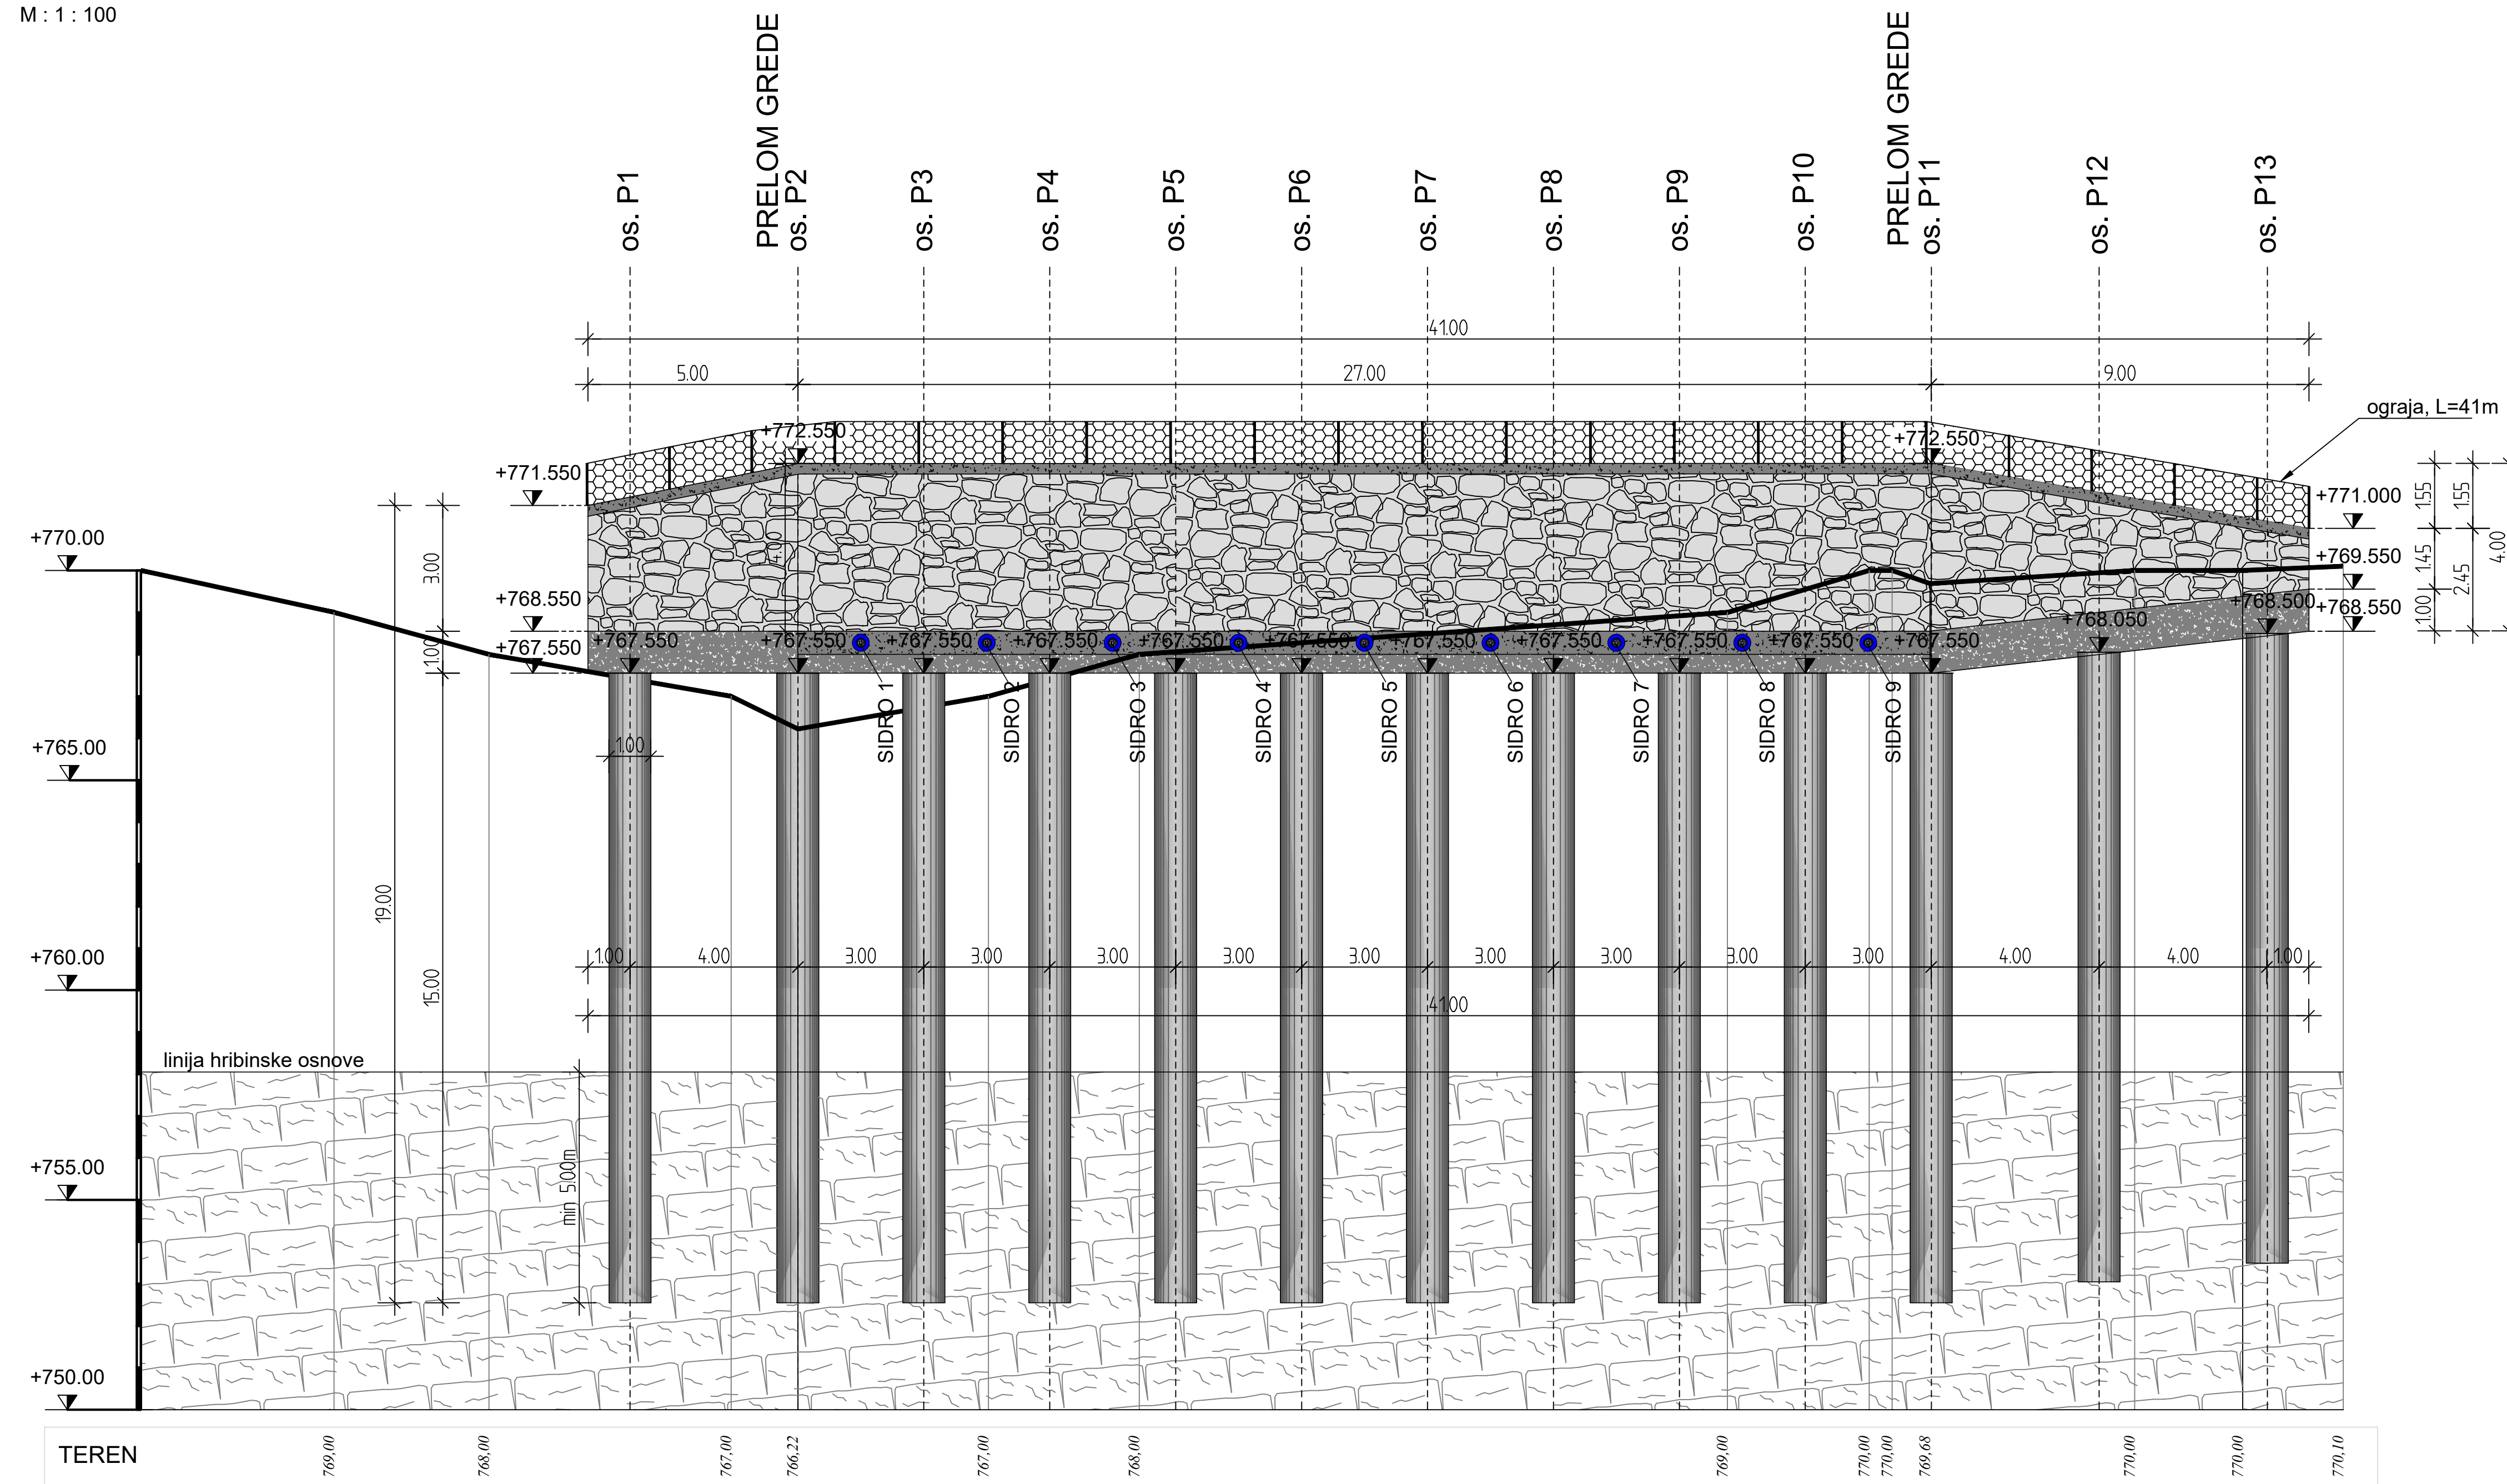 M : 1 : 100
PRELOM GREDE
PRELOM GREDE
os. P1
os. P2
os. P3
os. P4
os. P5
os. P6
os. P7
os. P8
os. P9
os. P10
os. P11
os. P12
os. P13
41.00
5.00
27.00
9.00
ograja, L=41m
+772.550
+772.550
+771.550
+771.000
1.55
1.55
+770.00
3.00
4.00
+769.550
1.45
2.45
4.00
+768.550
+768.500
+768.550
1.00
+768.050
+767.550
1.00
+767.550
+767.550
+767.550
+767.550
+767.550
+767.550
+767.550
+767.550
+767.550
+767.550
+767.550
SIDRO 1
SIDRO 2
SIDRO 3
SIDRO 4
SIDRO 5
SIDRO 6
SIDRO 7
SIDRO 8
SIDRO 9
1.00
+765.00
19.00
15.00
+760.00
1.00
4.00
3.00
3.00
3.00
3.00
3.00
3.00
3.00
3.00
3.00
4.00
4.00
1.00
41.00
linija hribinske osnove
min 5.00m
+755.00
+750.00
TEREN
769,00
768,00
767,00
766,22
767,00
768,00
769,00
770,00
770,00
769,68
770,00
770,00
770,10